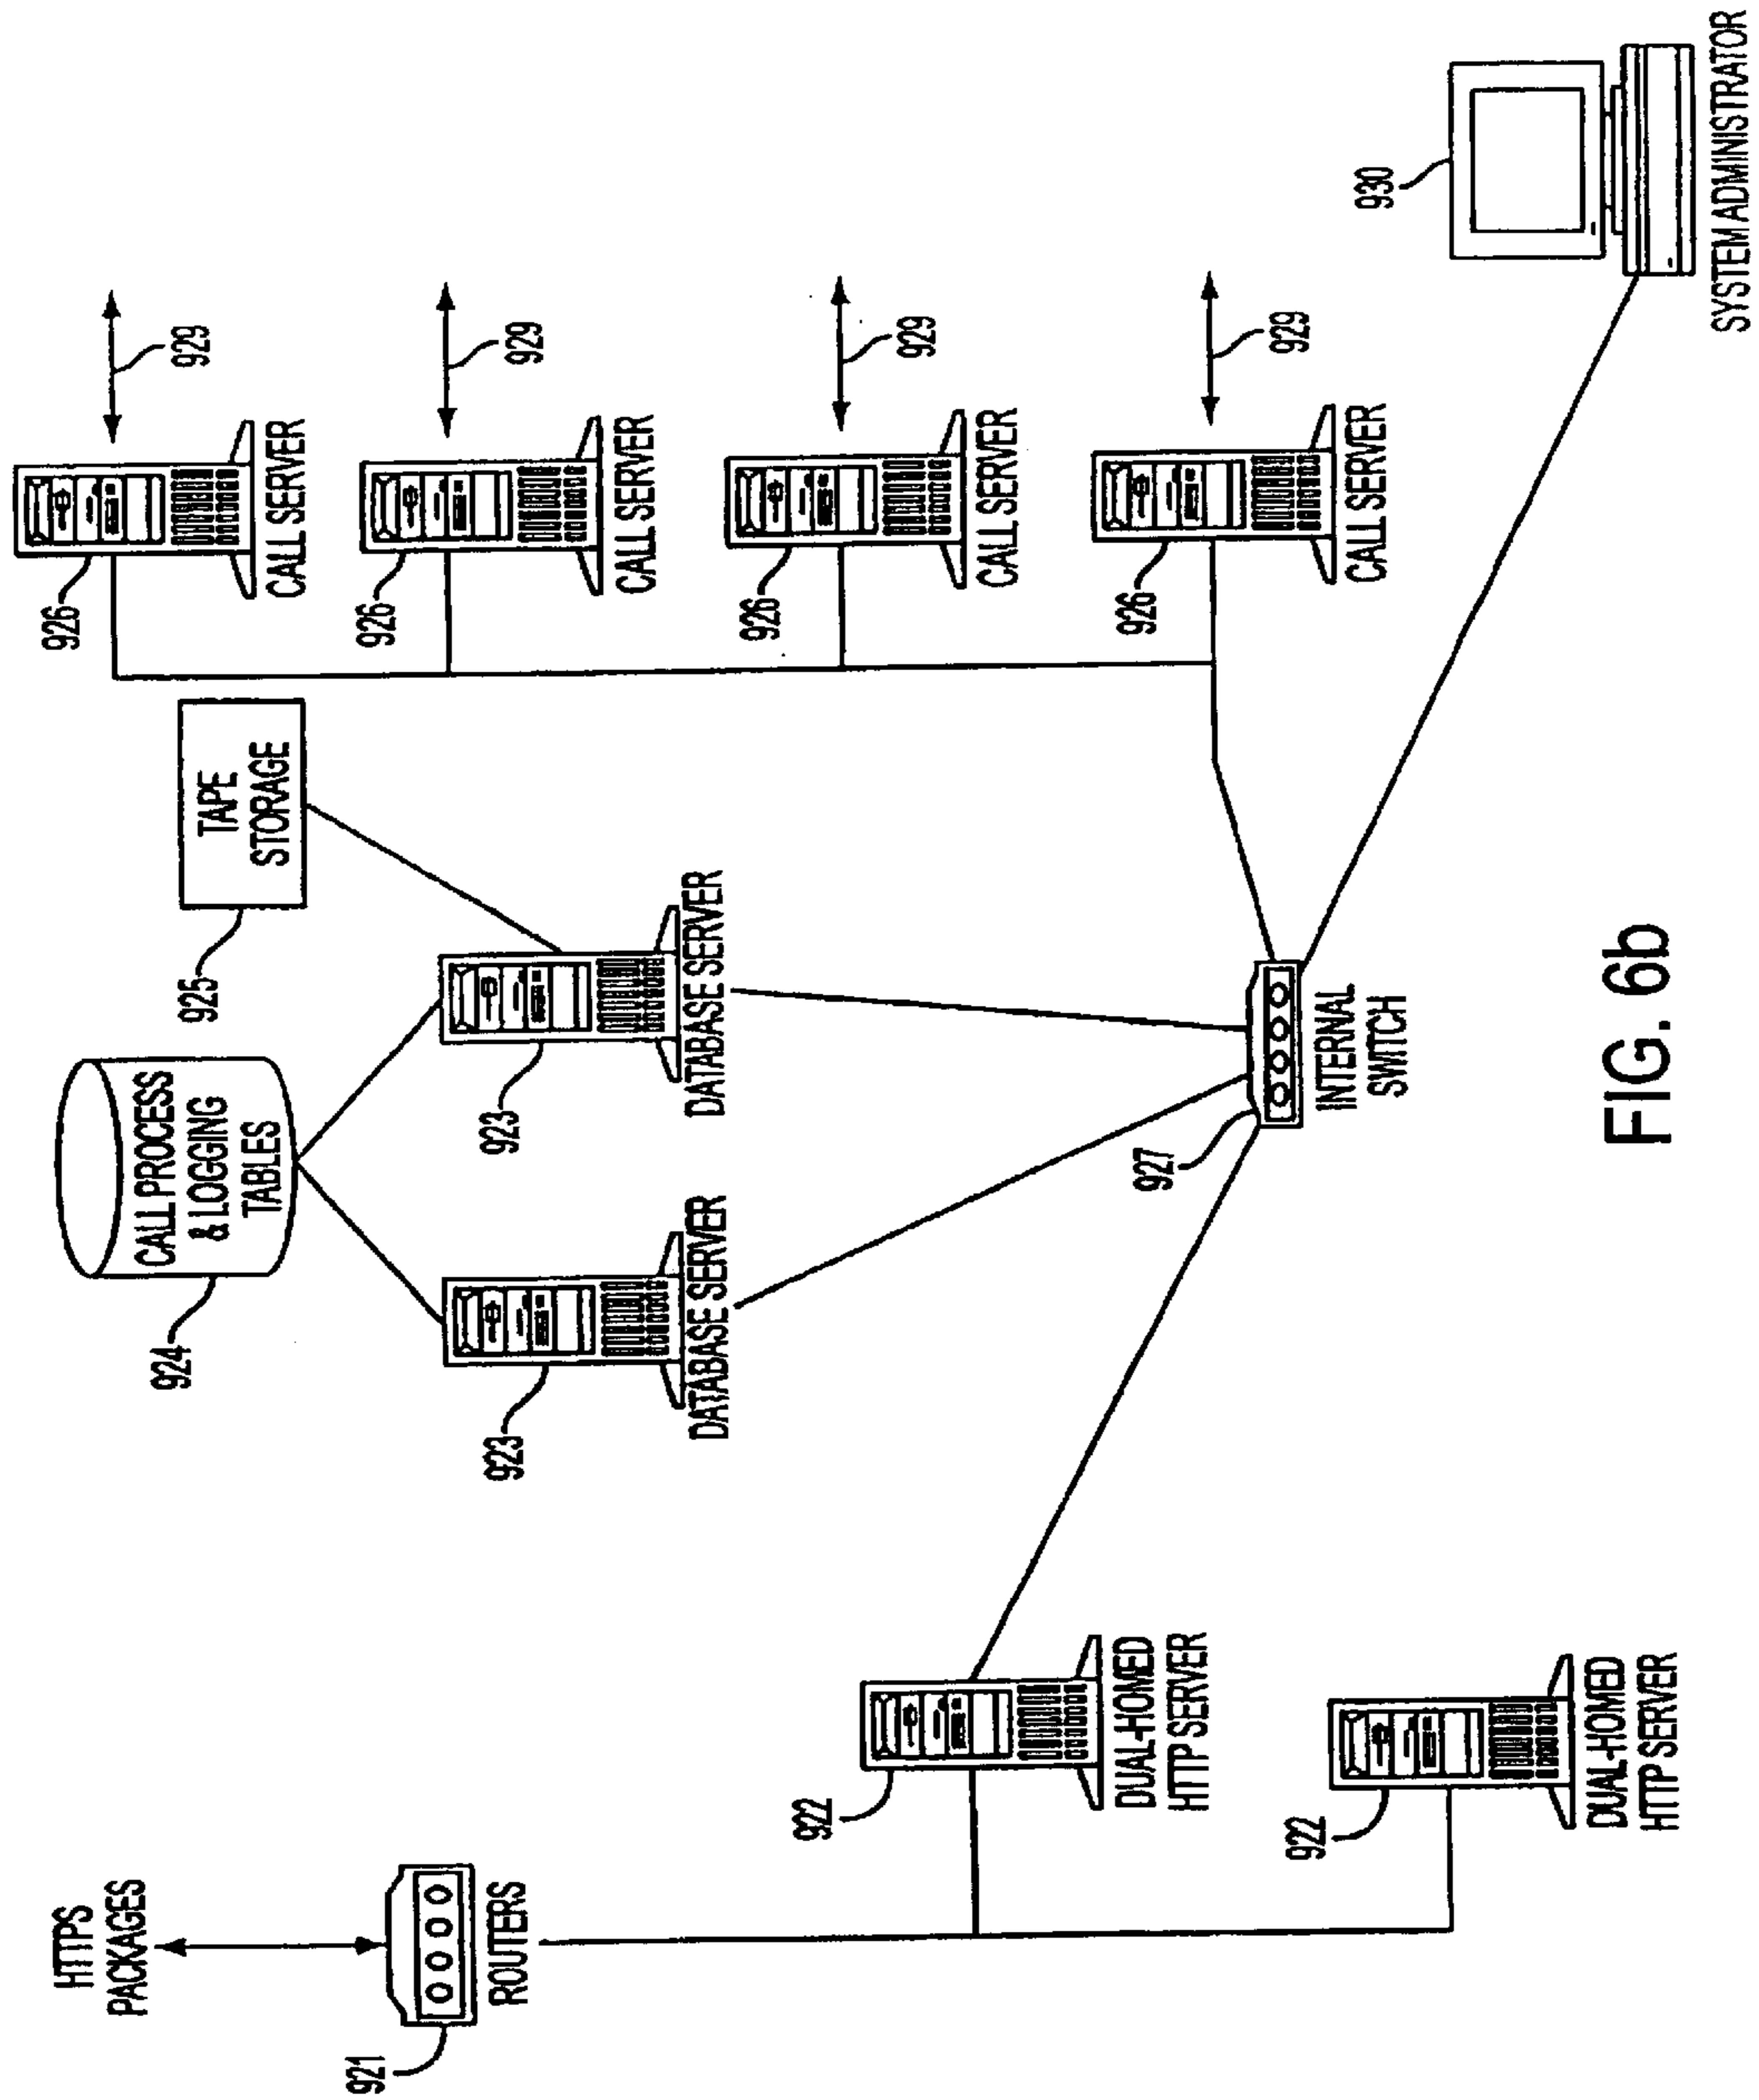 HTTPS
PACKAGES
921
ROUTERS
922
DUAL-HOMED
HTTP SERVER
922
DUAL-HOMED
HTTP SERVER
924
CALL PROCESS
& LOGGING
TABLES
925
TAPE
STORAGE
923
DATABASE SERVER
923
DATABASE SERVER
927
INTERNAL
SWITCH
926
CALL SERVER
929
926
CALL SERVER
929
926
CALL SERVER
929
926
CALL SERVER
929
930
SYSTEM ADMINISTRATOR
FIG. 6b